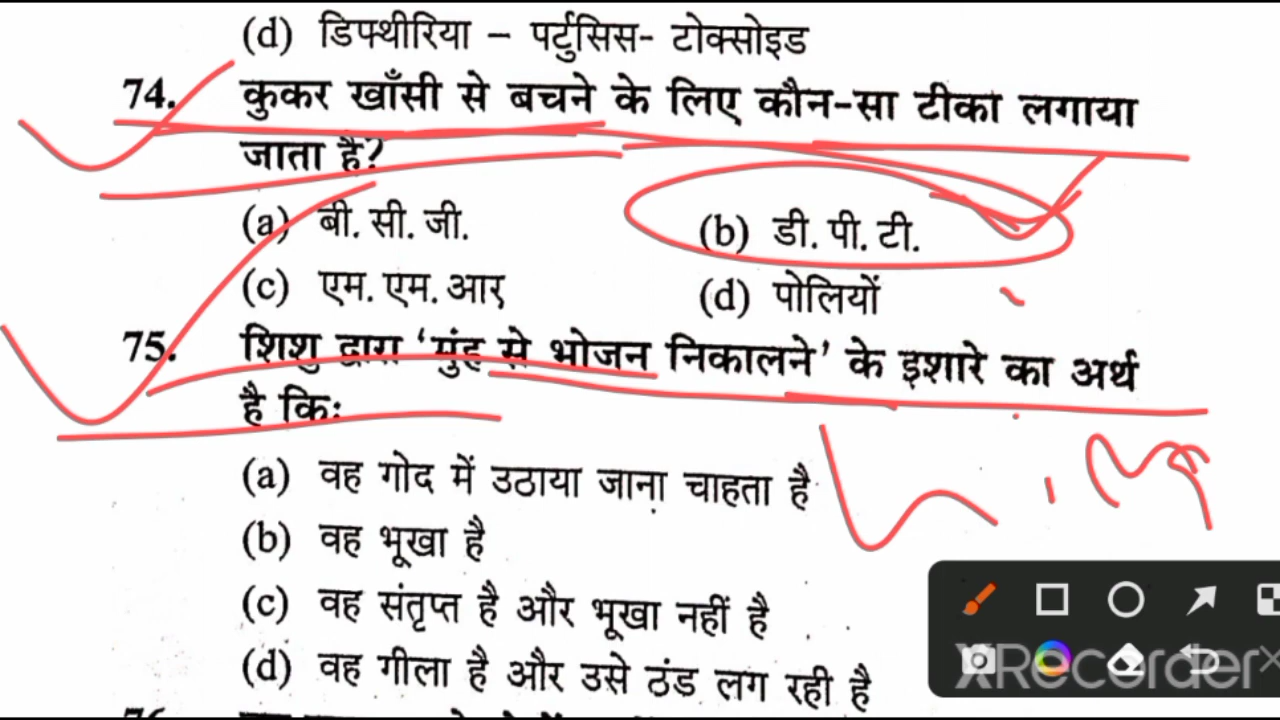 (d) डिफ्थीरिया – पर्टुसिस- टोक्सोइड
74. कुकर खाँसी से बचने के लिए कौन-सा टीका लगाया
जाता है?
(a) बी. सी. जी. (b) डी. पी. टी.
(c) एम. एम. आर (d) पोलियों
75. शिशु द्वारा ‘मुंह से भोजन निकालने’ के इशारे का अर्थ
है कि:
(a) वह गोद में उठाया जाना चाहता है
(b) वह भूखा है
(c) वह संतृप्त है और भूखा नहीं है
(d) वह गीला है और उसे ठंड लग रही है
XRecorder